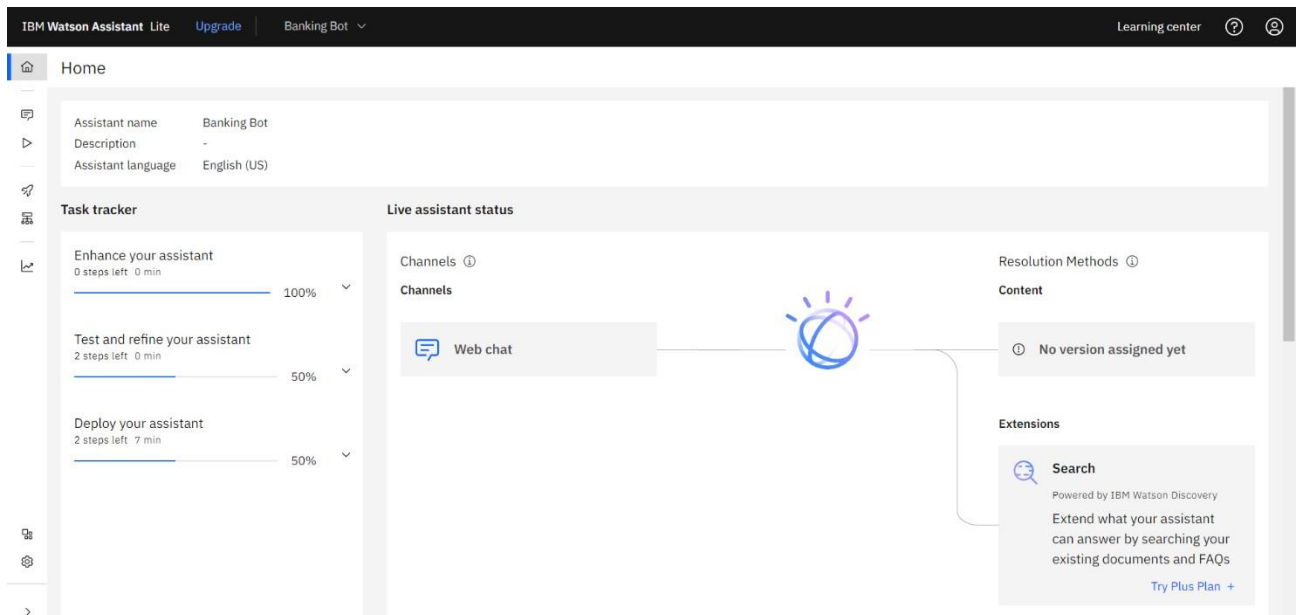 IBM Watson Assistant Lite Upgrade Banking Bot Learning center
Home
Assistant name Banking Bot
Description -
Assistant language English (US)
Task tracker
Enhance your assistant
0 steps left 0 min
100%
Test and refine your assistant
2 steps left 0 min
50%
Deploy your assistant
2 steps left 7 min
50%
Live assistant status
Channels
Channels
Web chat
Resolution Methods
Content
No version assigned yet
Extensions
Search
Powered by IBM Watson Discovery
Extend what your assistant
can answer by searching your
existing documents and FAQs
Try Plus Plan +